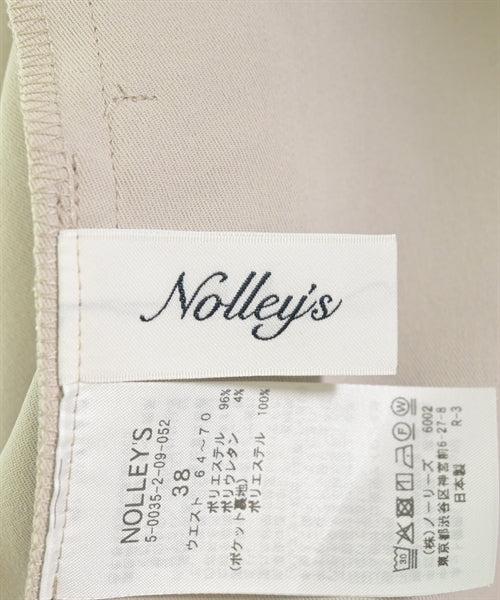 Nolley's
NOLLEY'S
5-0035-2-09-052
38
ウエスト 64～70
ポリエステル 96%
ポリウレタン 4%
(ポケット裏地)
ポリエステル 100%
30
(株)ノーリーズ 6002
東京都渋谷区神宮前6-27-8
日本製 R-3